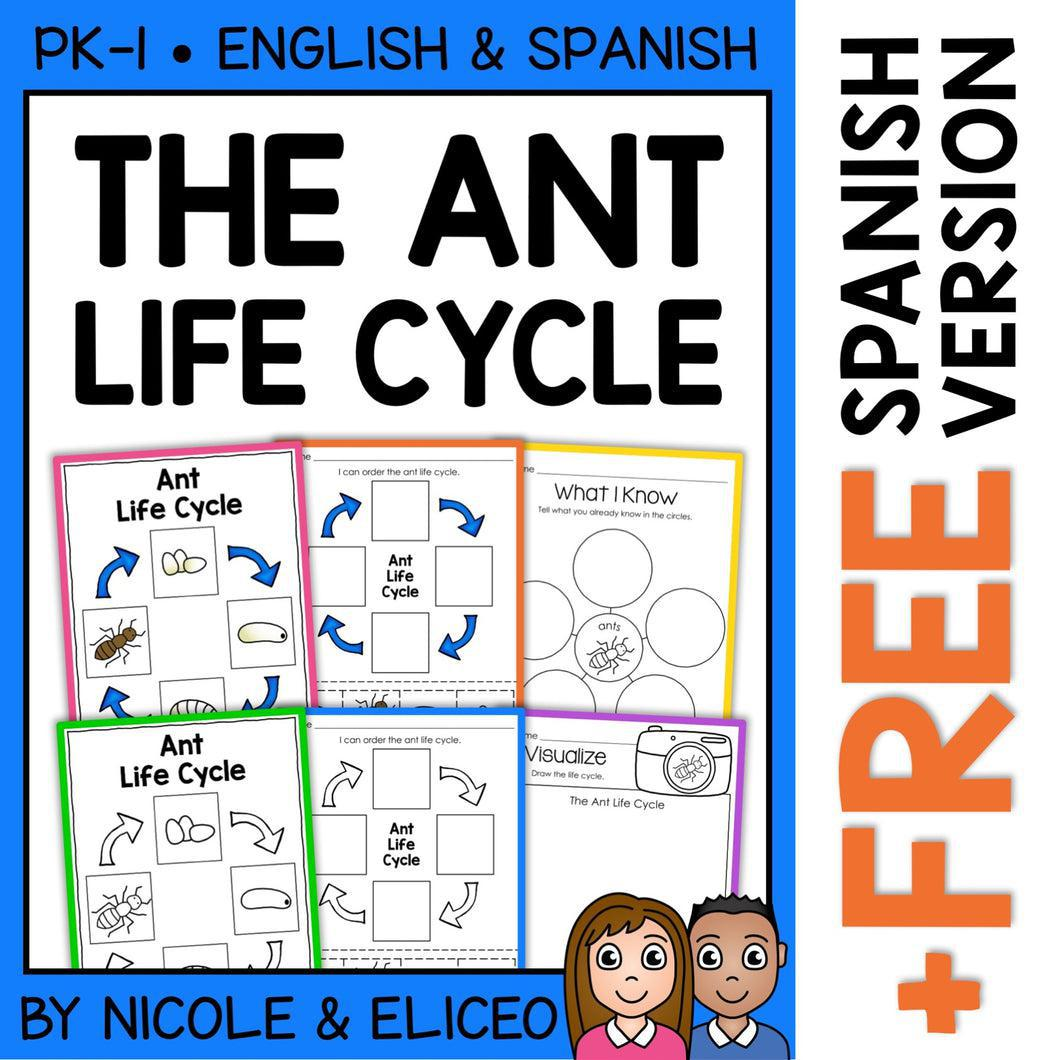 PK-1 • ENGLISH & SPANISH
THE ANT
LIFE CYCLE
Ant
Life Cycle
I can order the ant life cycle.
Ant
Life
Cycle
What I Know
Tell what you already know in the circles.
ants
Ant
Life Cycle
I can order the ant life cycle.
Ant
Life
Cycle
Visualize
Draw the life cycle.
The Ant Life Cycle
BY NICOLE & ELICEO
+ FREE SPANISH
VERSION